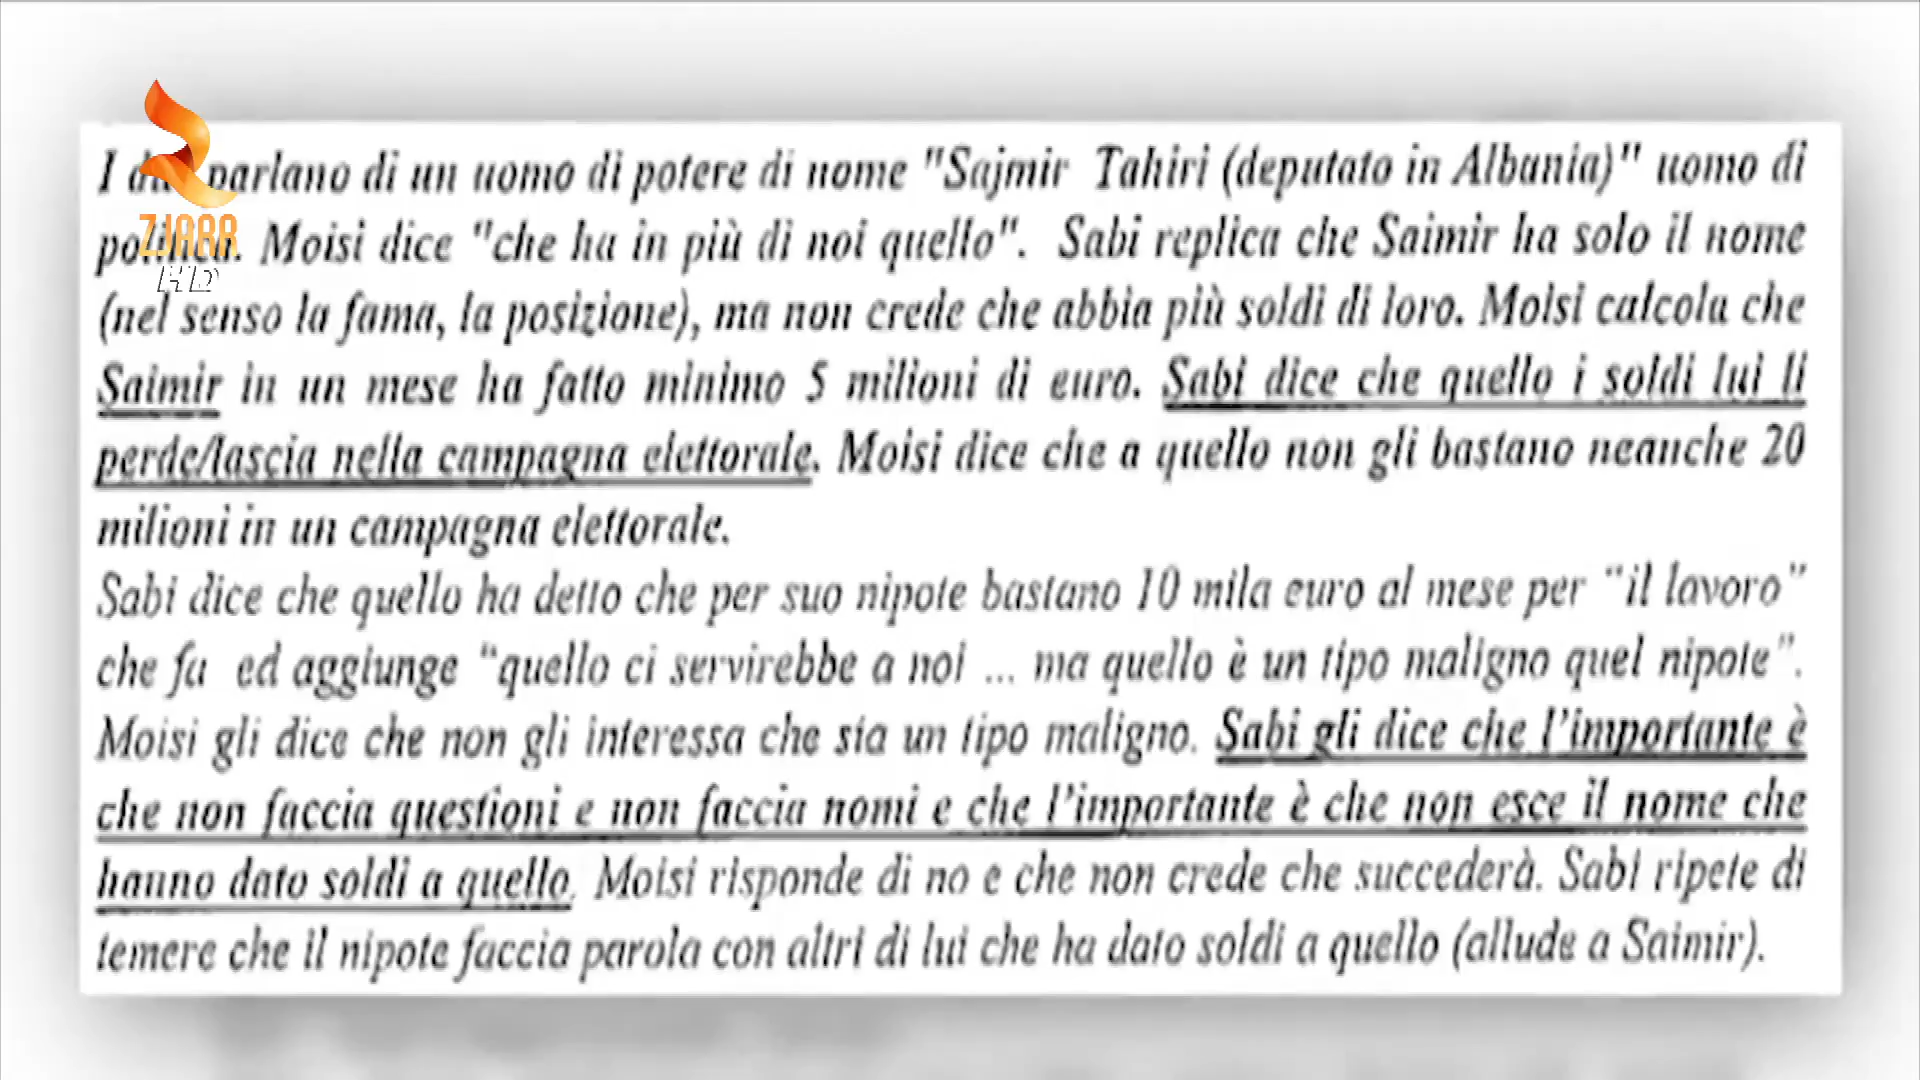 I due parlano di un uomo di potere di nome "Sajmir Tahiri (deputato in Albania)" uomo di
politica. Moisi dice "che ha in più di noi quello". Sabi replica che Saimir ha solo il nome
(nel senso la fama, la posizione), ma non crede che abbia più soldi di loro. Moisi calcola che
Saimir in un mese ha fatto minimo 5 milioni di euro. Sabi dice che quello i soldi lui li
perde/lascia nella campagna elettorale. Moisi dice che a quello non gli bastano neanche 20
milioni in un campagna elettorale.
Sabi dice che quello ha detto che per suo nipote bastano 10 mila euro al mese per "il lavoro"
che fa ed aggiunge "quello ci servirebbe a noi ... ma quello è un tipo maligno quel nipote".
Moisi gli dice che non gli interessa che sia un tipo maligno. Sabi gli dice che l'importante è
che non faccia questioni e non faccia nomi e che l'importante è che non esce il nome che
hanno dato soldi a quello. Moisi risponde di no e che non crede che succederà. Sabi ripete di
temere che il nipote faccia parola con altri di lui che ha dato soldi a quello (allude a Saimir).
ZJARR
HD